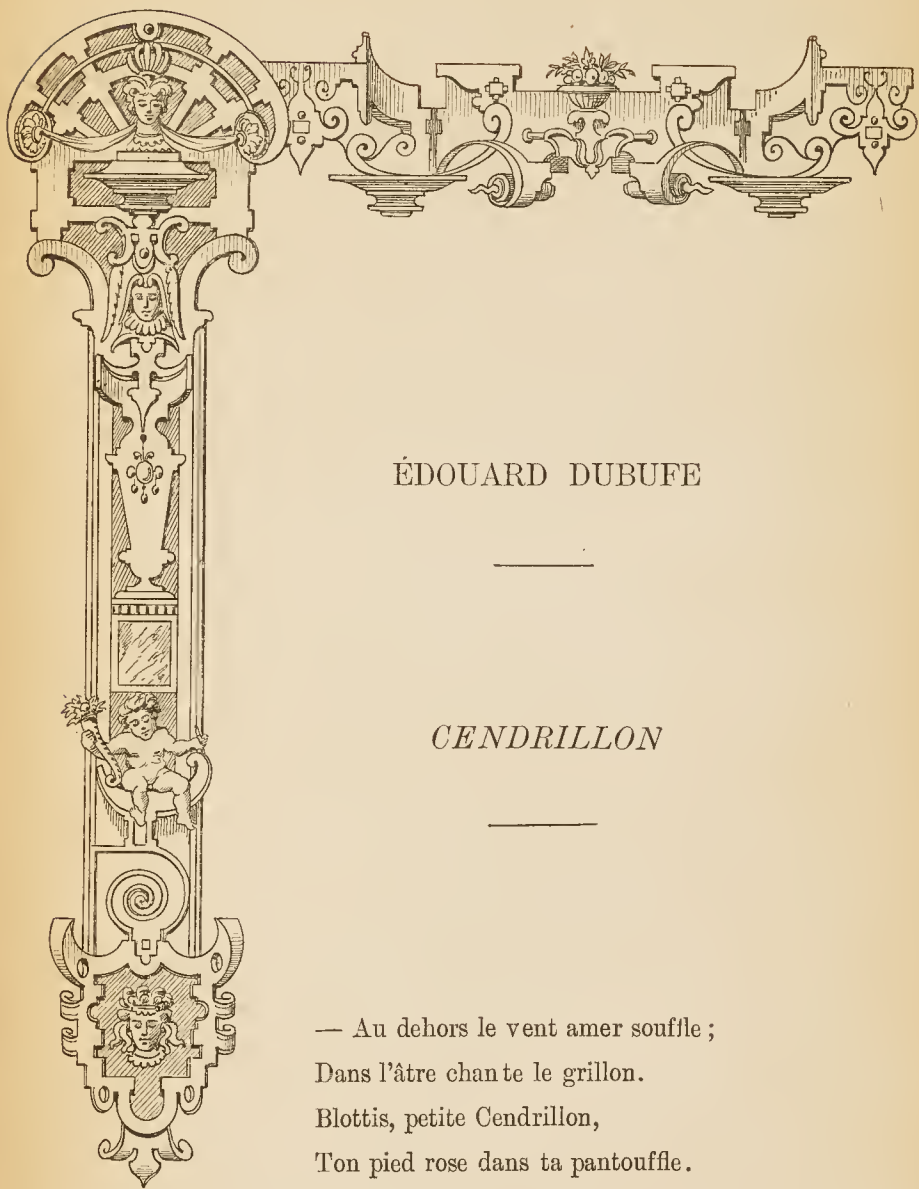 ÉDOUARD DUBUFE
CENDRILLON
— Au dehors le vent amer souffle ;
Dans l'âtre chante le grillon.
Blottis, petite Cendrillon,
Ton pied rose dans ta pantouffle.